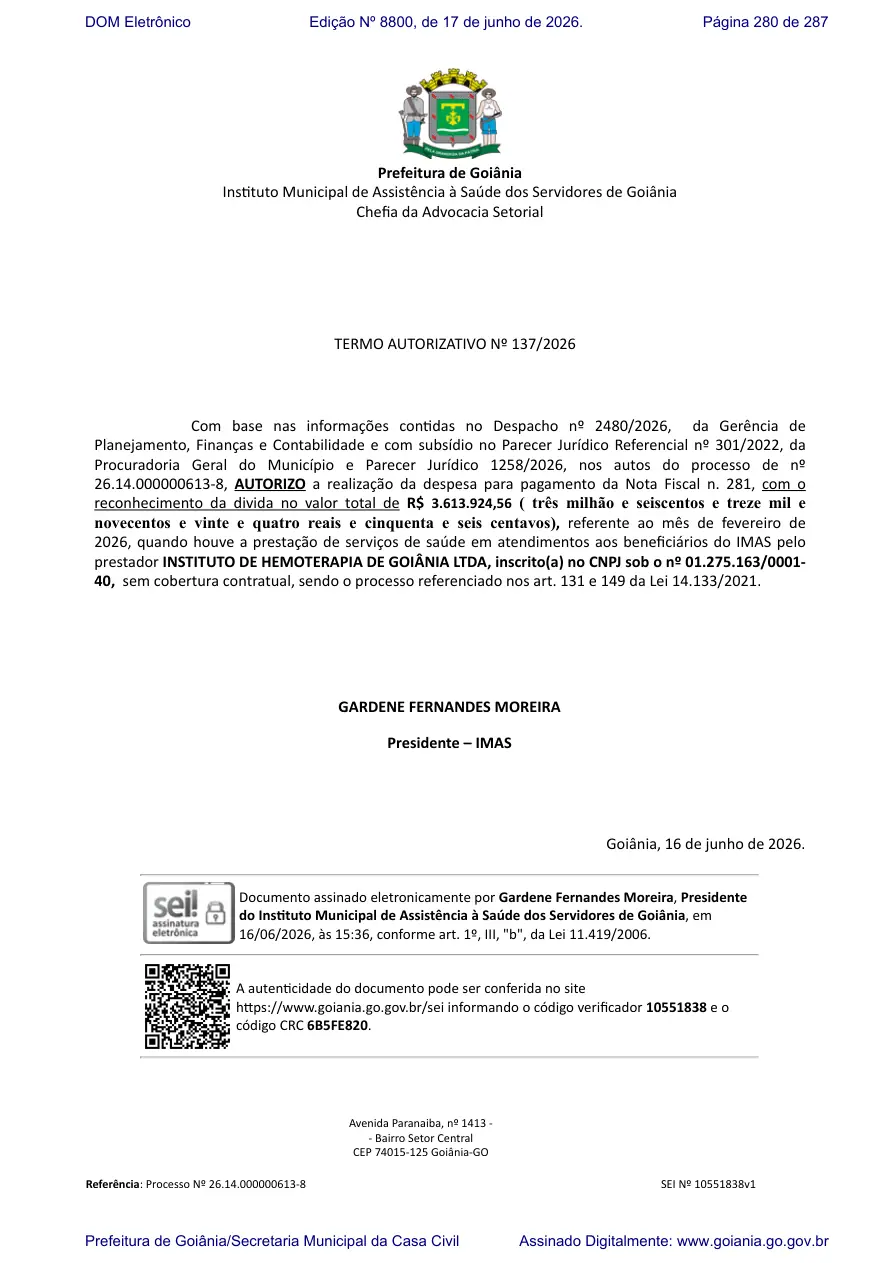 DOM Eletrônico Edição Nº 8800, de 17 de junho de 2026. Página 280 de 287
Prefeitura de Goiânia
Instituto Municipal de Assistência à Saúde dos Servidores de Goiânia
Chefia da Advocacia Setorial
TERMO AUTORIZATIVO Nº 137/2026
Com base nas informações contidas no Despacho nº 2480/2026, da Gerência de
Planejamento, Finanças e Contabilidade e com subsídio no Parecer Jurídico Referencial nº 301/2022, da
Procuradoria Geral do Município e Parecer Jurídico 1258/2026, nos autos do processo de nº
26.14.000000613-8, AUTORIZO a realização da despesa para pagamento da Nota Fiscal n. 281, com o
reconhecimento da divida no valor total de R$ 3.613.924,56 ( três milhão e seiscentos e treze mil e
novecentos e vinte e quatro reais e cinquenta e seis centavos), referente ao mês de fevereiro de
2026, quando houve a prestação de serviços de saúde em atendimentos aos beneficiários do IMAS pelo
prestador INSTITUTO DE HEMOTERAPIA DE GOIÂNIA LTDA, inscrito(a) no CNPJ sob o nº 01.275.163/0001-
40, sem cobertura contratual, sendo o processo referenciado nos art. 131 e 149 da Lei 14.133/2021.
GARDENE FERNANDES MOREIRA
Presidente – IMAS
Goiânia, 16 de junho de 2026.
sei!
assinatura
eletrônica
Documento assinado eletronicamente por Gardene Fernandes Moreira, Presidente
do Instituto Municipal de Assistência à Saúde dos Servidores de Goiânia, em
16/06/2026, às 15:36, conforme art. 1º, III, "b", da Lei 11.419/2006.
A autenticidade do documento pode ser conferida no site
https://www.goiania.go.gov.br/sei informando o código verificador 10551838 e o
código CRC 6B5FE820.
Avenida Paranaiba, nº 1413 -
- Bairro Setor Central
CEP 74015-125 Goiânia-GO
Referência: Processo Nº 26.14.000000613-8 SEI Nº 10551838v1
Prefeitura de Goiânia/Secretaria Municipal da Casa Civil Assinado Digitalmente: www.goiania.go.gov.br